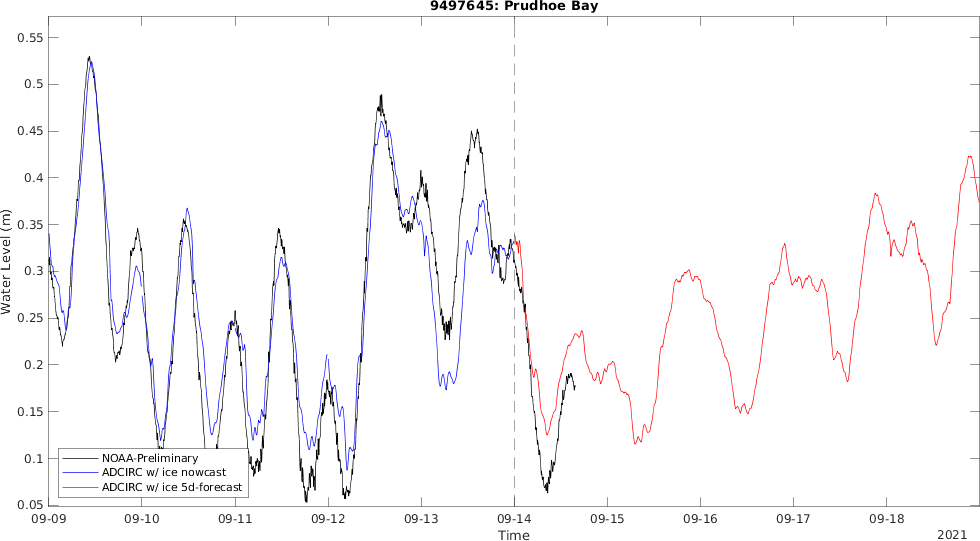 9497645: Prudhoe Bay
Water Level (m)
0.55
0.5
0.45
0.4
0.35
0.3
0.25
0.2
0.15
0.1
0.05
NOAA-Preliminary
ADCIRC w/ ice nowcast
ADCIRC w/ ice 5d-forecast
09-09 09-10 09-11 09-12 09-13 09-14 09-15 09-16 09-17 09-18
Time
2021